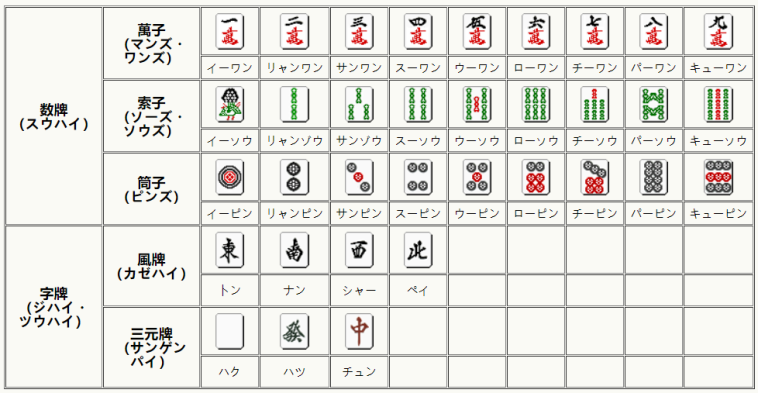 数牌
(スウハイ)
萬子
(マンズ・
ワンズ)
一萬 二萬 三萬 四萬 伍萬 六萬 七萬 八萬 九萬
イーワン リャンワン サンワン スーワン ウーワン ローワン チーワン パーワン キューワン
索子
(ソーズ・
ソウズ)
イーソウ リャンゾウ サンゾウ スーソウ ウーソウ ローソウ チーソウ パーソウ キューソウ
筒子
(ピンズ)
イーピン リャンピン サンピン スーピン ウーピン ローピン チーピン パーピン キューピン
字牌
(ジハイ・
ツウハイ)
風牌
(カゼハイ)
東 南 西 北
トン ナン シャー ペイ
三元牌
(サンゲン
パイ)
發 中
ハク ハツ チュン